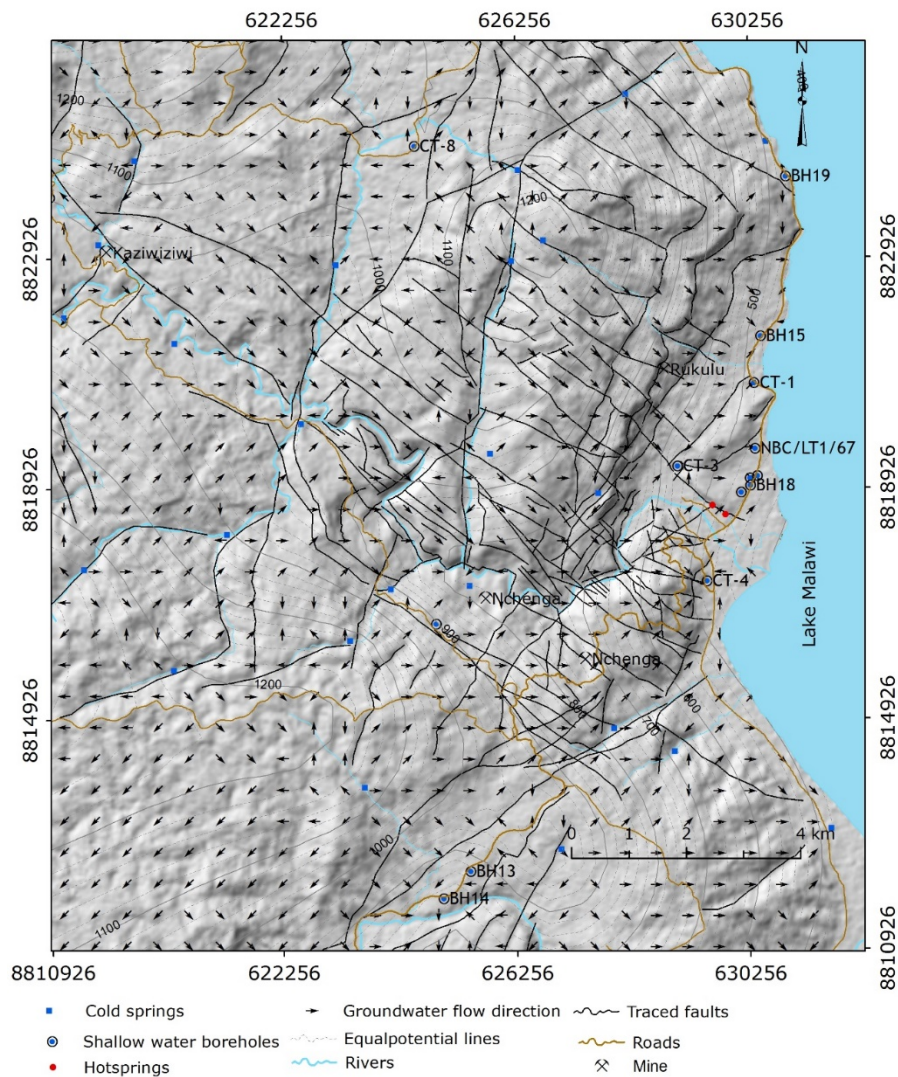 622256 626256 630256
N
1200
CT-8
1100
BH19
1200
8822926 8822926
Kaziwiziwi
1100
1000
500
BH15
Rukulu
CT-1
NBC/LT1/67
CT-3
8818926 8818926
BH18
CT-4
Lake Malawi
Nchenga
900
Nchenga
1200
600
800
700
8814926 8814926
0 1 2 4 km
1000
BH13
BH14
1100
8810926 8810926
622256 626256 630256
Cold springs Groundwater flow direction Traced faults
Shallow water boreholes Equalpotential lines Roads
Hotsprings Rivers Mine